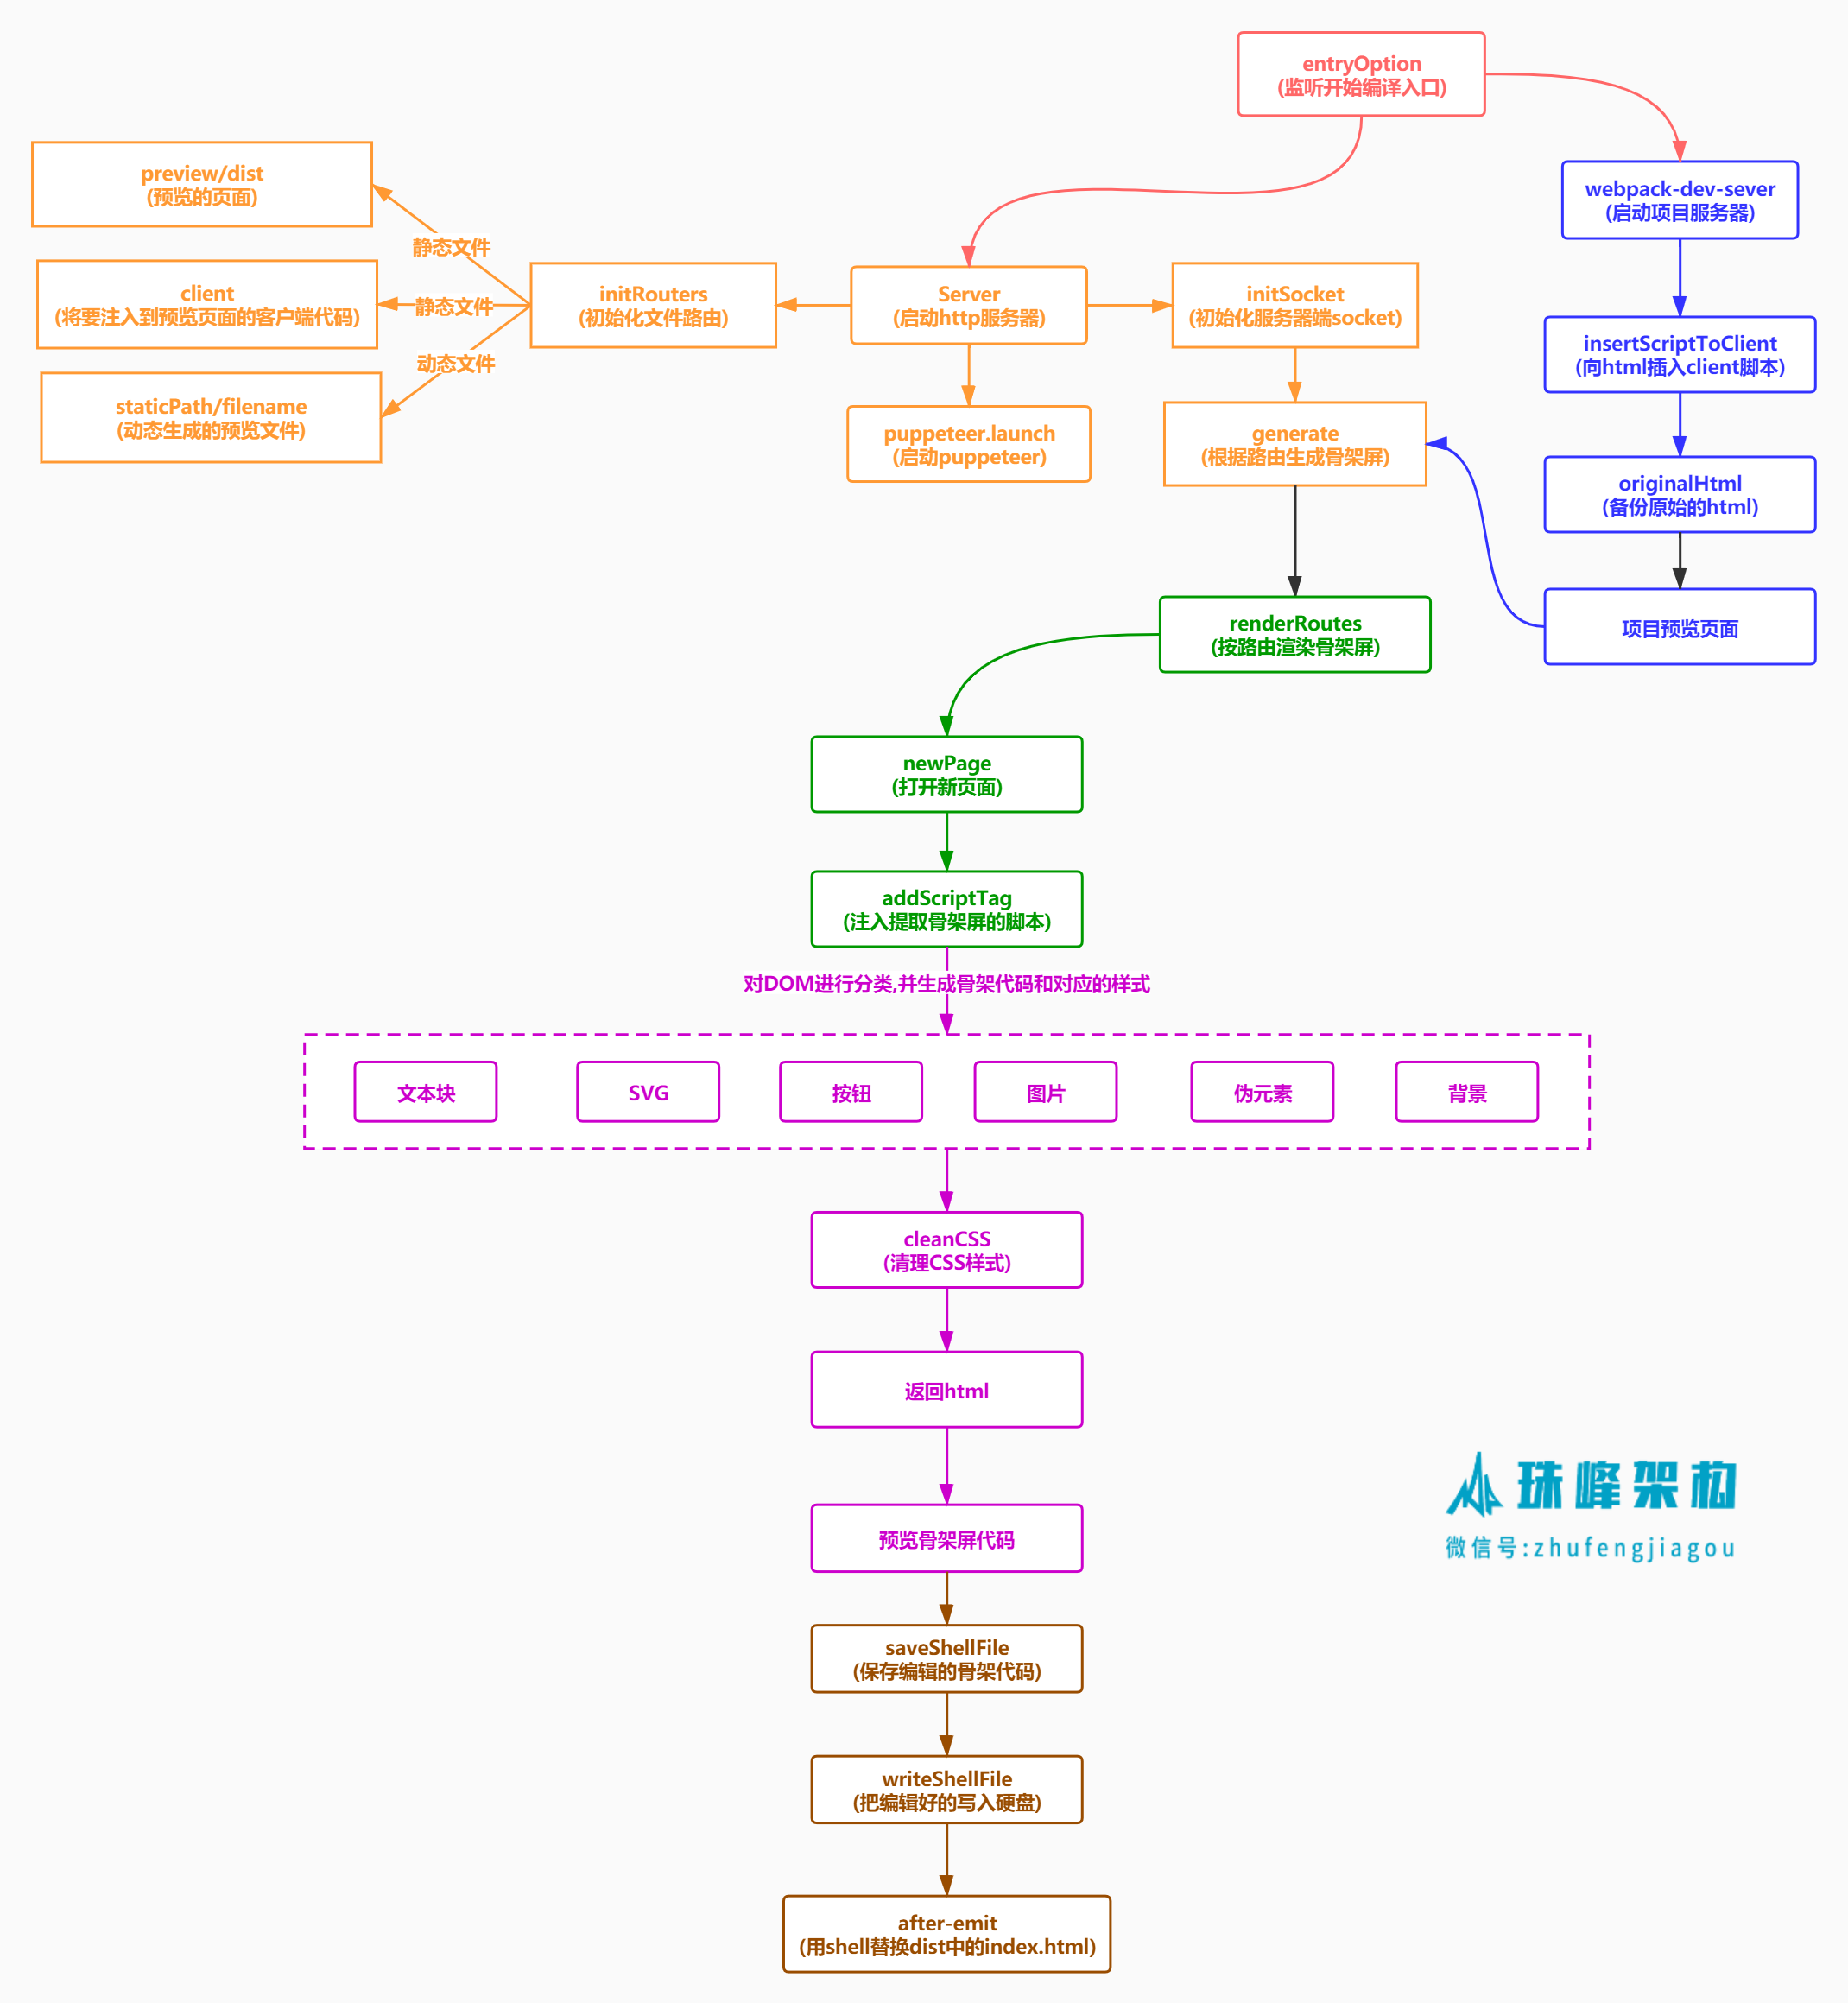 entryOption
(监听开始编译入口)
preview/dist
(预览的页面)
webpack-dev-sever
(启动项目服务器)
静态文件
client
(将要注入到预览页面的客户端代码)
静态文件
initRouters
(初始化文件路由)
Server
(启动http服务器)
initSocket
(初始化服务器端socket)
insertScriptToClient
(向html插入client脚本)
动态文件
staticPath/filename
(动态生成的预览文件)
puppeteer.launch
(启动puppeteer)
generate
(根据路由生成骨架屏)
originalHtml
(备份原始的html)
renderRoutes
(按路由渲染骨架屏)
项目预览页面
newPage
(打开新页面)
addScriptTag
(注入提取骨架屏的脚本)
对DOM进行分类,并生成骨架代码和对应的样式
文本块
SVG
按钮
图片
伪元素
背景
cleanCSS
(清理CSS样式)
返回html
珠峰架构
微信号:zhufengjiagou
预览骨架屏代码
saveShellFile
(保存编辑的骨架代码)
writeShellFile
(把编辑好的写入硬盘)
after-emit
(用shell替换dist中的index.html)